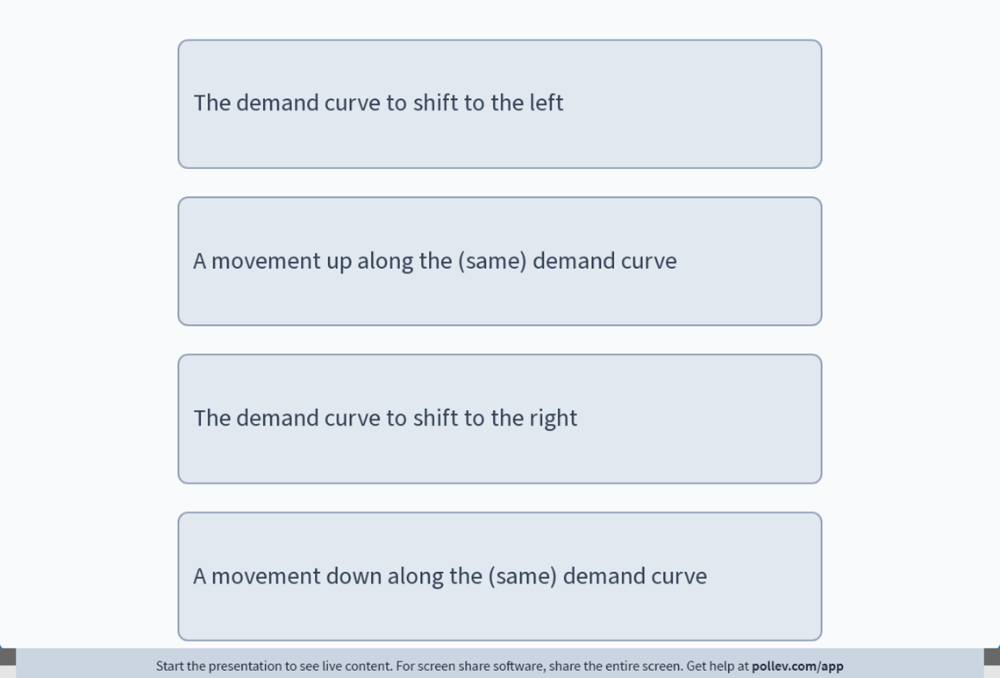 The demand curve to shift to the left
A movement up along the (same) demand curve
The demand curve to shift to the right
A movement down along the (same) demand curve
Start the presentation to see live content. For screen share software, share the entire screen. Get help at pollev.com/app